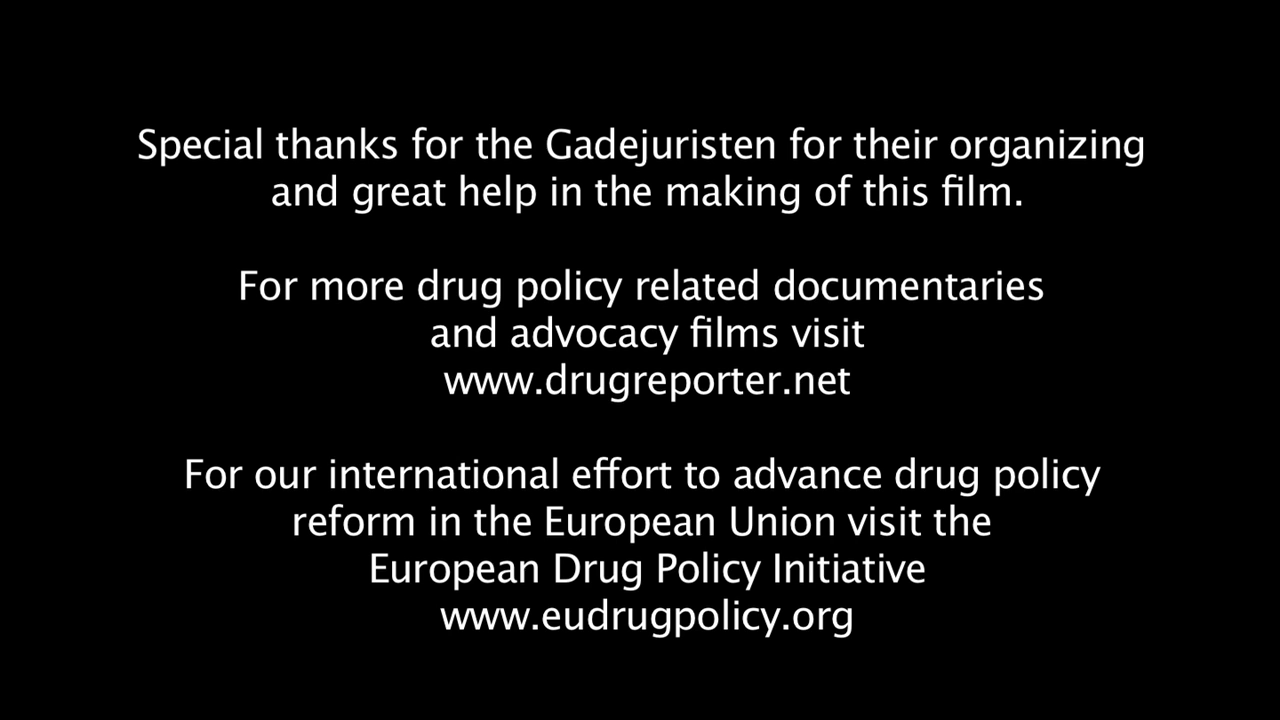 Special thanks for the Gadejuristen for their organizing
and great help in the making of this film.
For more drug policy related documentaries
and advocacy films visit
www.drugreporter.net
For our international effort to advance drug policy
reform in the European Union visit the
European Drug Policy Initiative
www.eudrugpolicy.org